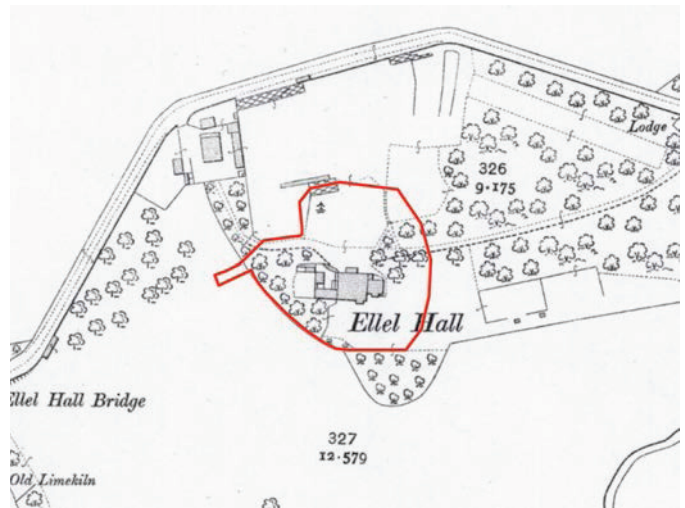 Lodge
326
9·175
Ellel Hall
Ellel Hall Bridge
327
12·579
Old Limekiln